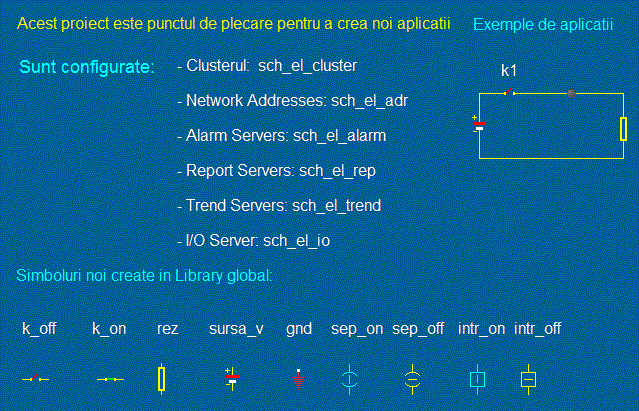 Acest proiect este punctul de plecare pentru a crea noi aplicatii
Exemple de aplicatii
Sunt configurate:
- Clusterul: sch_el_cluster
k1
- Network Addresses: sch_el_adr
- Alarm Servers: sch_el_alarm
- Report Servers: sch_el_rep
- Trend Servers: sch_el_trend
- I/O Server: sch_el_io
Simboluri noi create in Library global:
k_off k_on rez sursa_v gnd sep_on sep_off intr_on intr_off